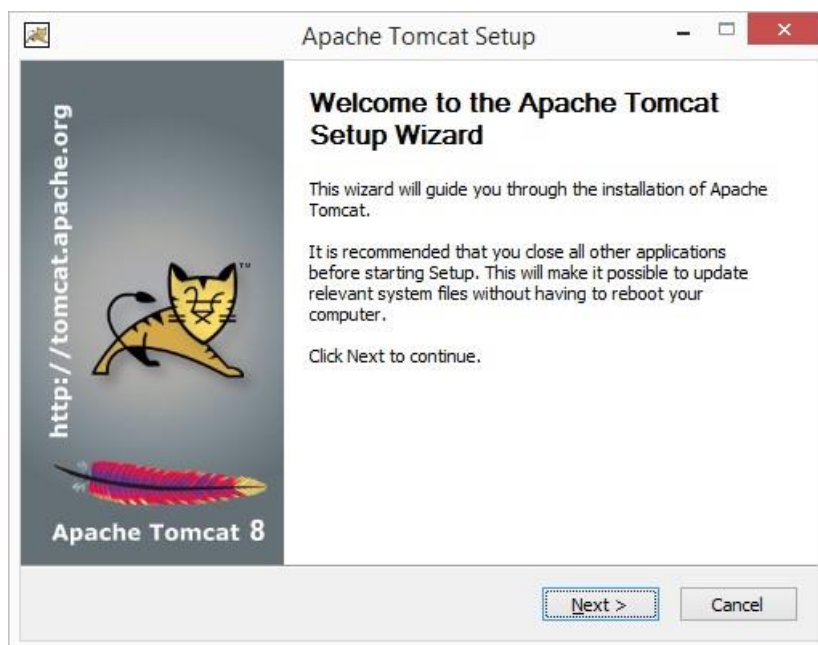 Apache Tomcat Setup
http://tomcat.apache.org
TM
Apache Tomcat 8
Welcome to the Apache Tomcat
Setup Wizard
This wizard will guide you through the installation of Apache
Tomcat.
It is recommended that you close all other applications
before starting Setup. This will make it possible to update
relevant system files without having to reboot your
computer.
Click Next to continue.
Next >
Cancel